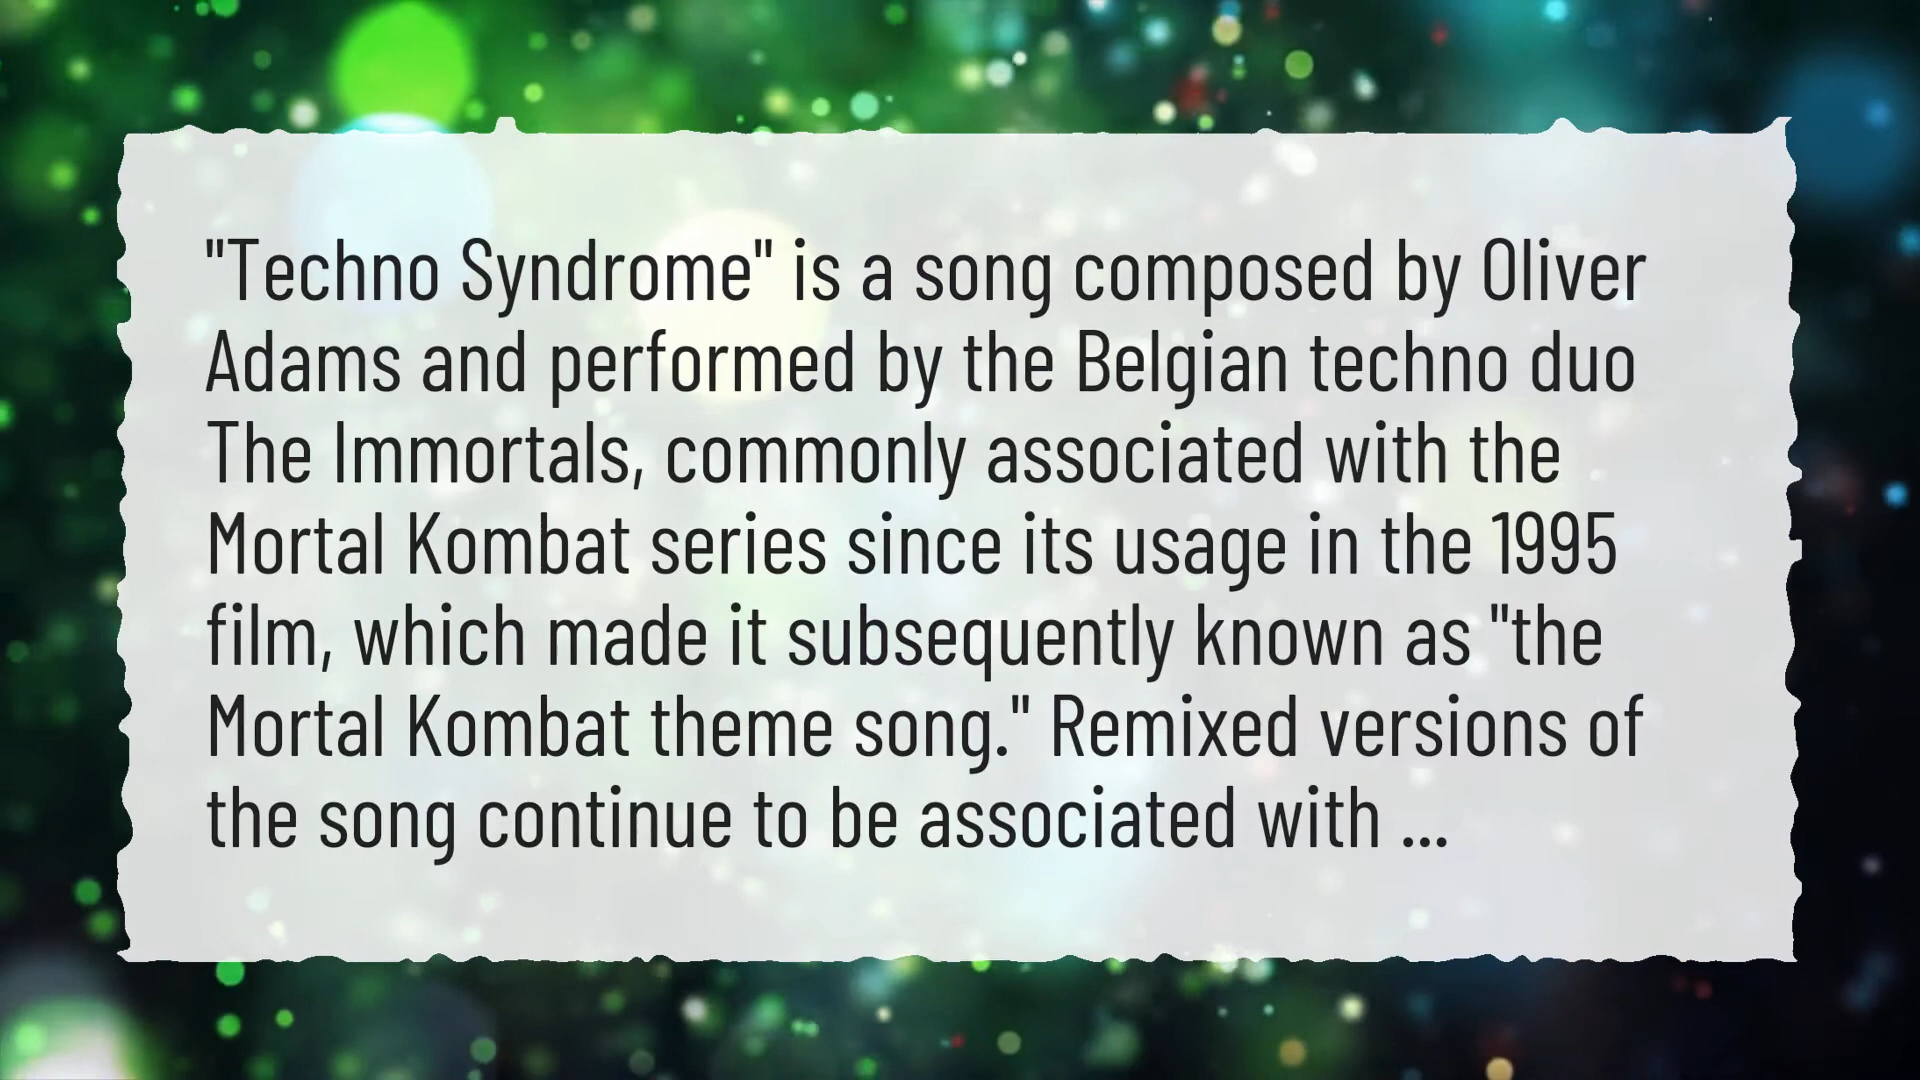 "Techno Syndrome" is a song composed by Oliver
Adams and performed by the Belgian techno duo
The Immortals, commonly associated with the
Mortal Kombat series since its usage in the 1995
film, which made it subsequently known as "the
Mortal Kombat theme song." Remixed versions of
the song continue to be associated with ...